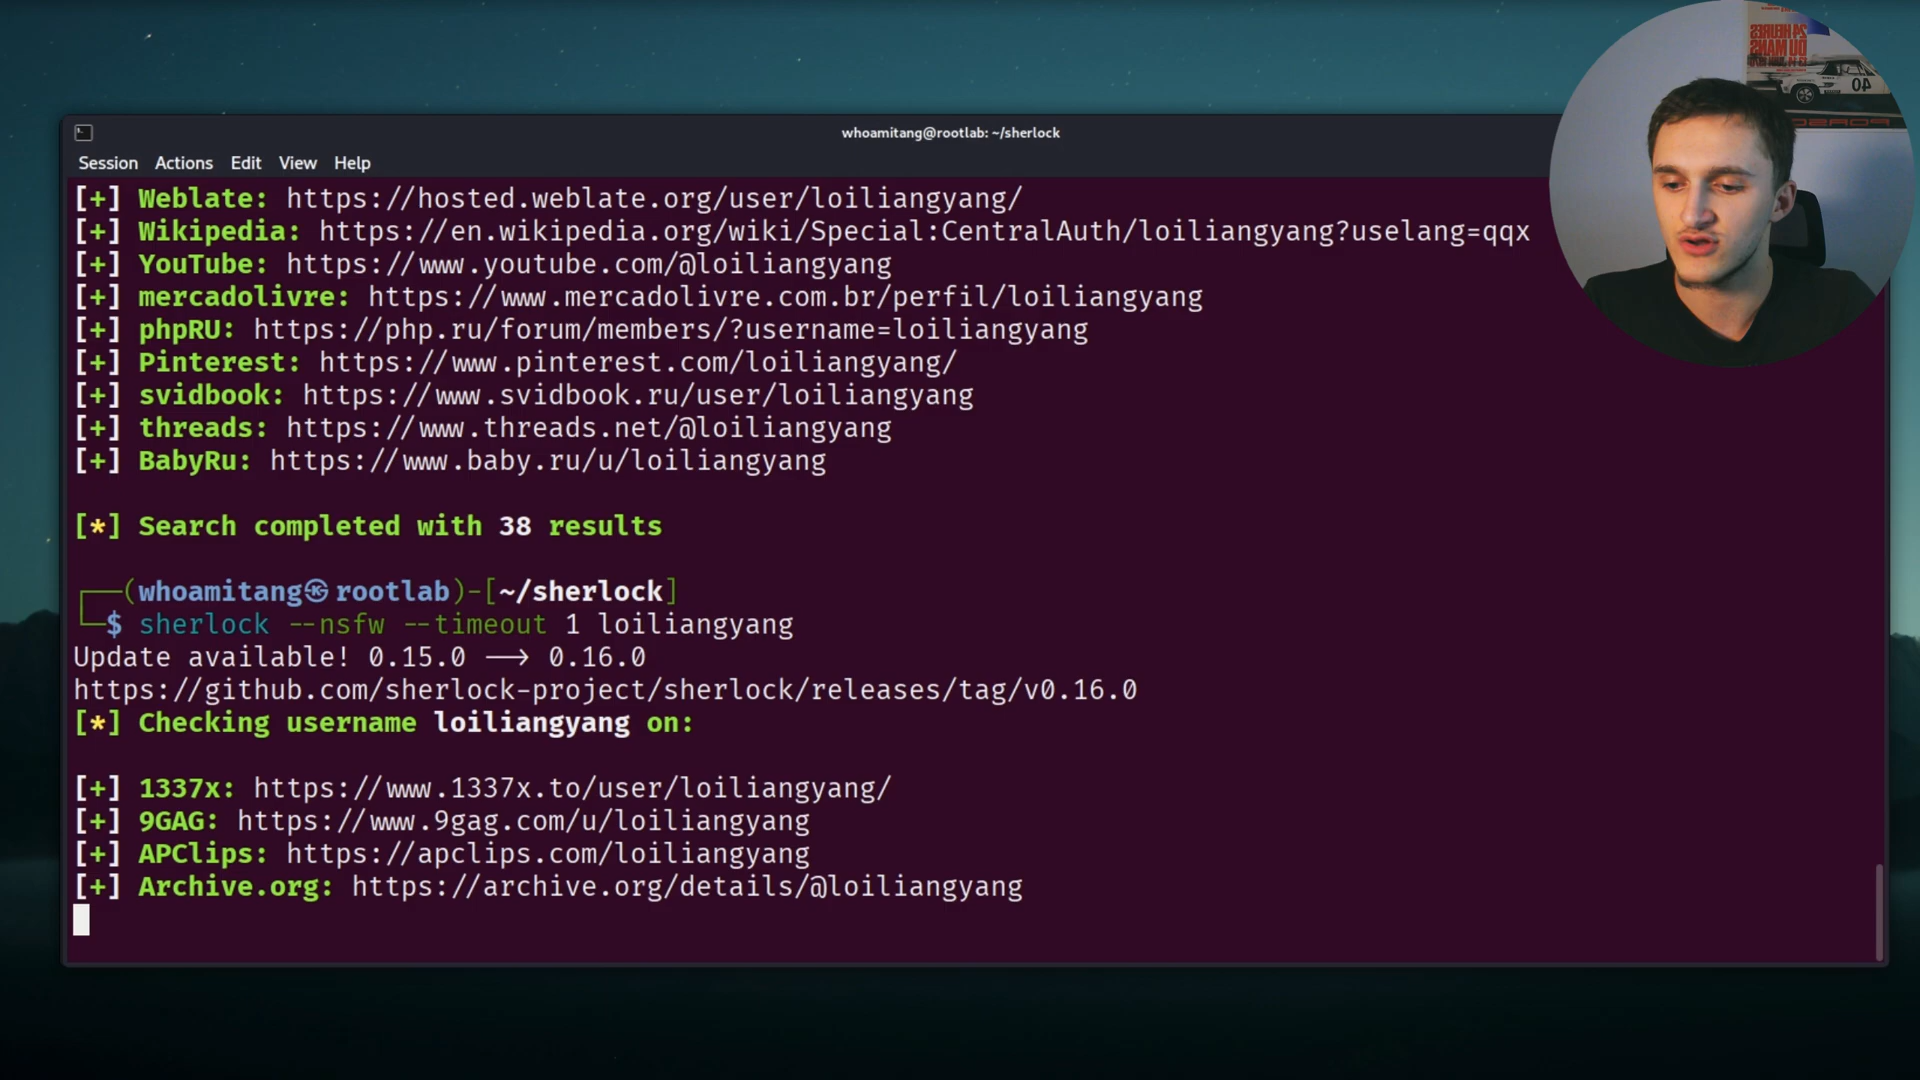 whoamitang@rootlab: ~/sherlock
Session Actions Edit View Help
[+] Weblate: https://hosted.weblate.org/user/loiliangyang/
[+] Wikipedia: https://en.wikipedia.org/wiki/Special:CentralAuth/loiliangyang?uselang=qqx
[+] YouTube: https://www.youtube.com/@loiliangyang
[+] mercadolivre: https://www.mercadolivre.com.br/perfil/loiliangyang
[+] phpRU: https://php.ru/forum/members/?username=loiliangyang
[+] Pinterest: https://www.pinterest.com/loiliangyang/
[+] svidbook: https://www.svidbook.ru/user/loiliangyang
[+] threads: https://www.threads.net/@loiliangyang
[+] BabyRu: https://www.baby.ru/u/loiliangyang
[*] Search completed with 38 results
┌──(whoamitang㉿rootlab)-[~/sherlock]
└─$ sherlock --nsfw --timeout 1 loiliangyang
Update available! 0.15.0 --> 0.16.0
https://github.com/sherlock-project/sherlock/releases/tag/v0.16.0
[*] Checking username loiliangyang on:
[+] 1337x: https://www.1337x.to/user/loiliangyang/
[+] 9GAG: https://www.9gag.com/u/loiliangyang
[+] APClips: https://apclips.com/loiliangyang
[+] Archive.org: https://archive.org/details/@loiliangyang
24 HEURES
DU MANS
40